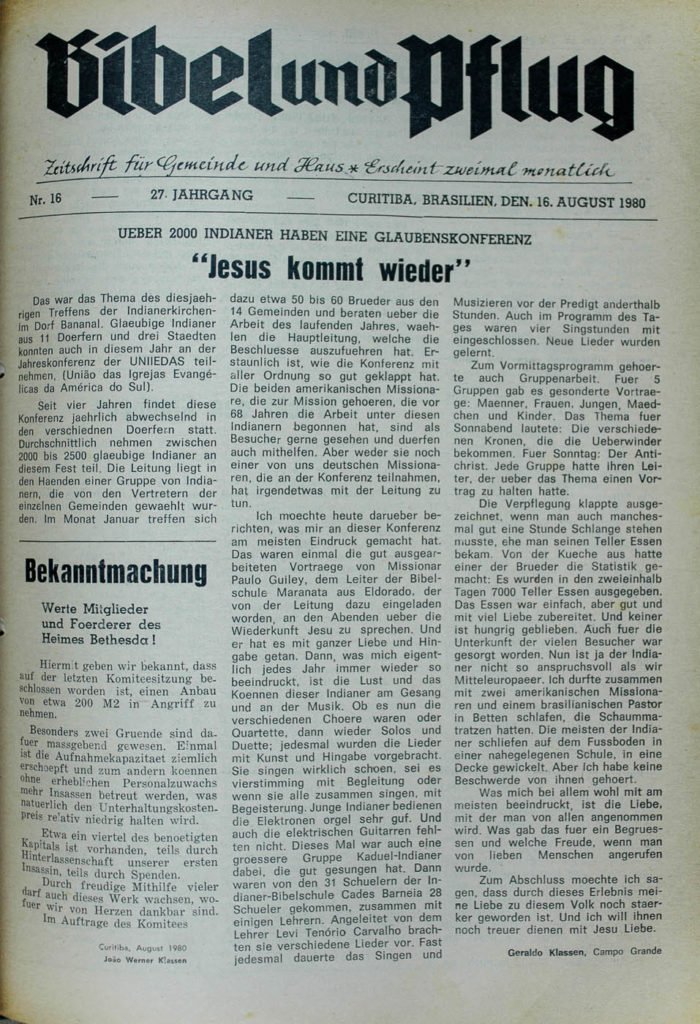 Bibel und Pflug
Zeitschrift für Gemeinde und Haus * Erscheint zweimal monatlich
Nr. 16 — 27. JAHRGANG — CURITIBA, BRASILIEN, DEN. 16. AUGUST 1980
UEBER 2000 INDIANER HABEN EINE GLAUBENSKONFERENZ
"Jesus kommt wieder"
Das war das Thema des diesjaeh-
rigen Treffens der Indianerkirchen-
im Dorf Bananal. Glaeubige Indianer
aus 11 Doerfern und drei Staedten
konnten auch in diesem Jahr an der
Jahreskonferenz der UNIIEDAS teil-
nehmen. (União das Igrejas Evangé-
licas da América do Sul).
Seit vier Jahren findet diese
Konferenz jaehrlich abwechselnd in
den verschiednen Doerfern statt.
Durchschnittlich nehmen zwischen
2000 bis 2500 glaeubige Indianer an
diesem Fest teil. Die Leitung liegt in
den Haenden einer Gruppe von India-
nern, die von den Vertretern der
einzelnen Gemeinden gewaehlt wur-
den. Im Monat Januar treffen sich
Bekanntmachung
Werte Mitglieder
und Foerderer des
Heimes Bethesda!
Hiermit geben wir bekannt, dass
auf der letzten Komiteesitzung be-
schlossen worden ist, einen Anbau
von etwa 200 M2 in Angriff zu
nehmen.
Besonders zwei Gruende sind da-
fuer massgebend gewesen. Einmal
ist die Aufnahmekapazitaet ziemlich
erschoepft und zum andern koennen
ohne erheblichen Personalzuwachs
mehr Insassen betreut werden, was
natuerlich den Unterhaltungskosten-
preis relativ niedrig halten wird.
Etwa ein viertel des benoetigten
Kapitals ist vorhanden, teils durch
Hinterlassenschaft unserer ersten
Insassin, teils durch Spenden.
Durch freudige Mithilfe vieler
darf auch dieses Werk wachsen, wo-
fuer wir von Herzen dankbar sind.
Im Auftrage des Komitees
Curitiba, August 1980
João Werner Klassen
dazu etwa 50 bis 60 Brueder aus den
14 Gemeinden und beraten ueber die
Arbeit des laufenden Jahres, waeh-
len die Hauptleitung, welche die
Beschluesse auszufuehren hat. Er-
staunlich ist, wie die Konferenz mit
aller Ordnung so gut geklappt hat.
Die beiden amerikanischen Missiona-
re, die zur Mission gehoeren, die vor
68 Jahren die Arbeit unter diesen
Indianern begonnen hat, sind als
Besucher gerne gesehen und duerfen
auch mithelfen. Aber weder sie noch
einer von uns deutschen Missiona-
ren, die an der Konferenz teilnahmen,
hat irgendetwas mit der Leitung zu
tun.
Ich moechte heute darueber be-
richten, was mir an dieser Konferenz
am meisten Eindruck gemacht hat.
Das waren einmal die gut ausgear-
beiteten Vortraege von Missionar
Paulo Guiley, dem Leiter der Bibel-
schule Maranata aus Eldorado, der
von der Leitung dazu eingeladen
worden, an den Abenden ueber die
Wiederkunft Jesu zu sprechen. Und
er hat es mit ganzer Liebe und Hin-
gabe getan. Dann, was mich eigent-
lich jedes Jahr immer wieder so
beeindruckt, ist die Lust und das
Koennen dieser Indianer am Gesang
und an der Musik. Ob es nun die
verschiedenen Choere waren oder
Quartette, dann wieder Solos und
Duette; jedesmal wurden die Lieder
mit Kunst und Hingabe vorgebracht.
Sie singen wirklich schoen, sei es
vierstimming mit Begleitung oder
wenn sie alle zusammen singen, mit
Begeisterung. Junge Indianer bedienen
die Elektronen orgel sehr guf. Und
auch die elektrischen Guitarren fehl-
ten nicht. Dieses Mal war auch eine
groessere Gruppe Kaduel-Indianer
dabei, die gut gesungen hat. Dann
waren von den 31 Schuelern der In-
dianer-Bibelschule Cades Barneia 28
Schueler gekommen, zusammen mit
einigen Lehrern. Angeleitet von dem
Lehrer Levi Tenório Carvalho brach-
ten sie verschiedene Lieder vor. Fast
jedesmal dauerte das Singen und
Musizieren vor der Predigt anderthalb
Stunden. Auch im Programm des Ta-
ges waren vier Singstunden mit
eingeschlossen. Neue Lieder wurden
gelernt.
Zum Vormittagsprogramm gehoer-
te auch Gruppenarbeit. Fuer 5
Gruppen gab es gesonderte Vortrae-
ge: Maenner, Frauen, Jungen, Maed-
chen und Kinder. Das Thema fuer
Sonnabend lautete: Die verschiede-
nen Kronen, die die Ueberwinder
bekommen. Fuer Sonntag: Der Anti-
christ. Jede Gruppe hatte ihren Lei-
ter, der ueber das Thema einen Vor-
trag zu halten hatte.
Die Verpflegung klappte ausge-
zeichnet, wenn man auch manches-
mal gut eine Stunde Schlange stehen
musste, ehe man seinen Teller Essen
bekam. Von der Kueche aus hatte
einer der Brueder die Statistik ge-
macht: Es wurden in den zweieinhalb
Tagen 7000 Teller Essen ausgegeben.
Das Essen war einfach, aber gut und
mit viel Liebe zubereitet. Und keiner
ist hungrig geblieben. Auch fuer die
Unterkunft der vielen Besucher war
gesorgt worden. Nun ist ja der India-
ner nicht so anspruchsvoll als wir
Mitteleuropaeer. Ich durfte zusammen
mit zwei amerikanischen Missiona-
ren und einem brasilianischen Pastor
in Betten schlafen, die Schaumma-
tratzen hatten. Die meisten der India-
ner schliefen auf dem Fussboden in
einer nahegelegenen Schule, in eine
Decke gewickelt. Aber Ich habe keine
Beschwerde von ihnen gehoert.
Was mich bei allem wohl mit am
meisten beeindruckt, ist die Liebe,
mit der man von allen angenommen
wird. Was gab das fuer ein Begrues-
sen und welche Freude, wenn man
von lieben Menschen angerufen
wurde.
Zum Abschluss moechte ich sa-
gen, dass durch dieses Erlebnis mei-
ne Liebe zu diesem Volk noch staer-
ker geworden ist. Und ich will ihnen
noch treuer dienen mit Jesu Liebe.
Geraldo Klassen, Campo Grande